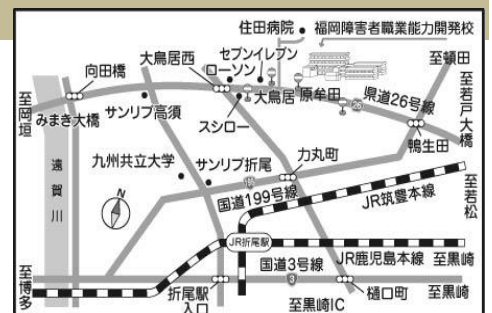 住田病院
福岡障害者職業能力開発校
セブンイレブン
大鳥居西
ローソン
至頓田
向田橋
至若戸大橋
至岡垣
サンリブ高須
大鳥居
原牟田
県道26号線
26
みまき大橋
スシロー
鴨生田
九州共立大学
サンリブ折尾
力丸町
遠賀川
N
199
国道199号線
JR筑豊本線
至若松
JR折尾駅
JR鹿児島本線
至黒崎
国道3号線
3
至博多
折尾駅入口
樋口町
至黒崎
至黒崎IC